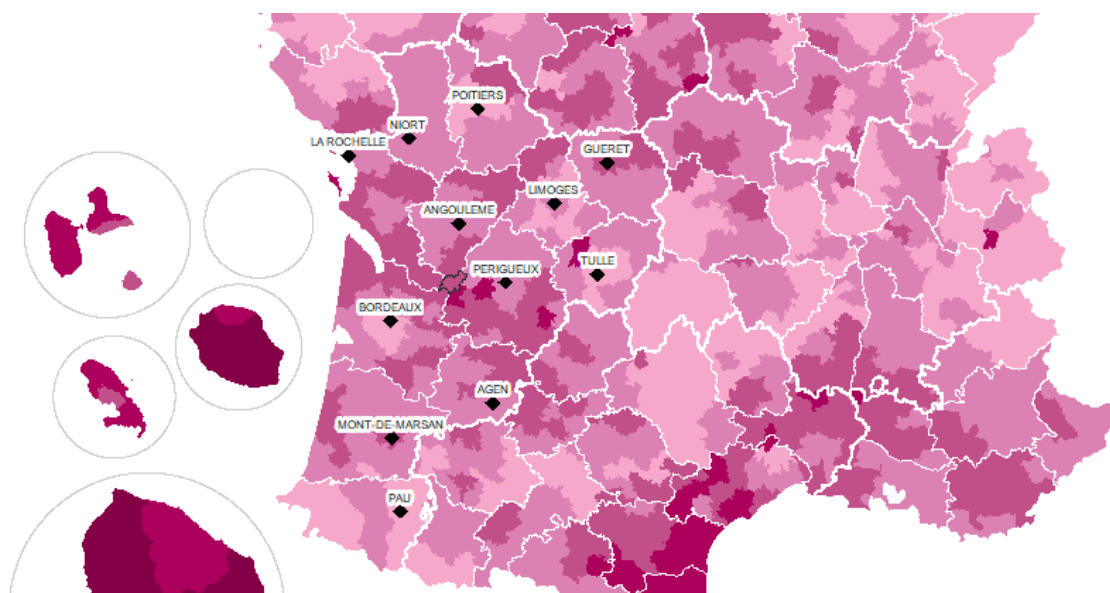 POITIERS
NIORT
LA ROCHELLE
GUERET
LIMOGES
ANGOULEME
PERIGUEUX
TULLE
BORDEAUX
AGEN
MONT-DE-MARSAN
PAU